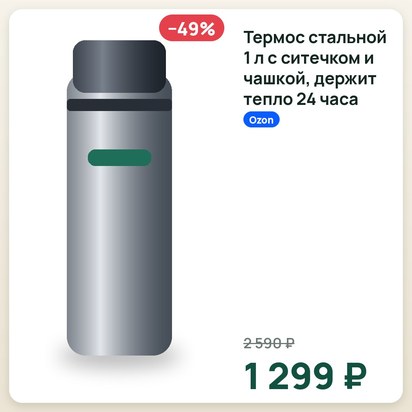 −49%
Термос стальной
1 л с ситечком и
чашкой, держит
тепло 24 часа
Ozon
2 590 ₽
1 299 ₽